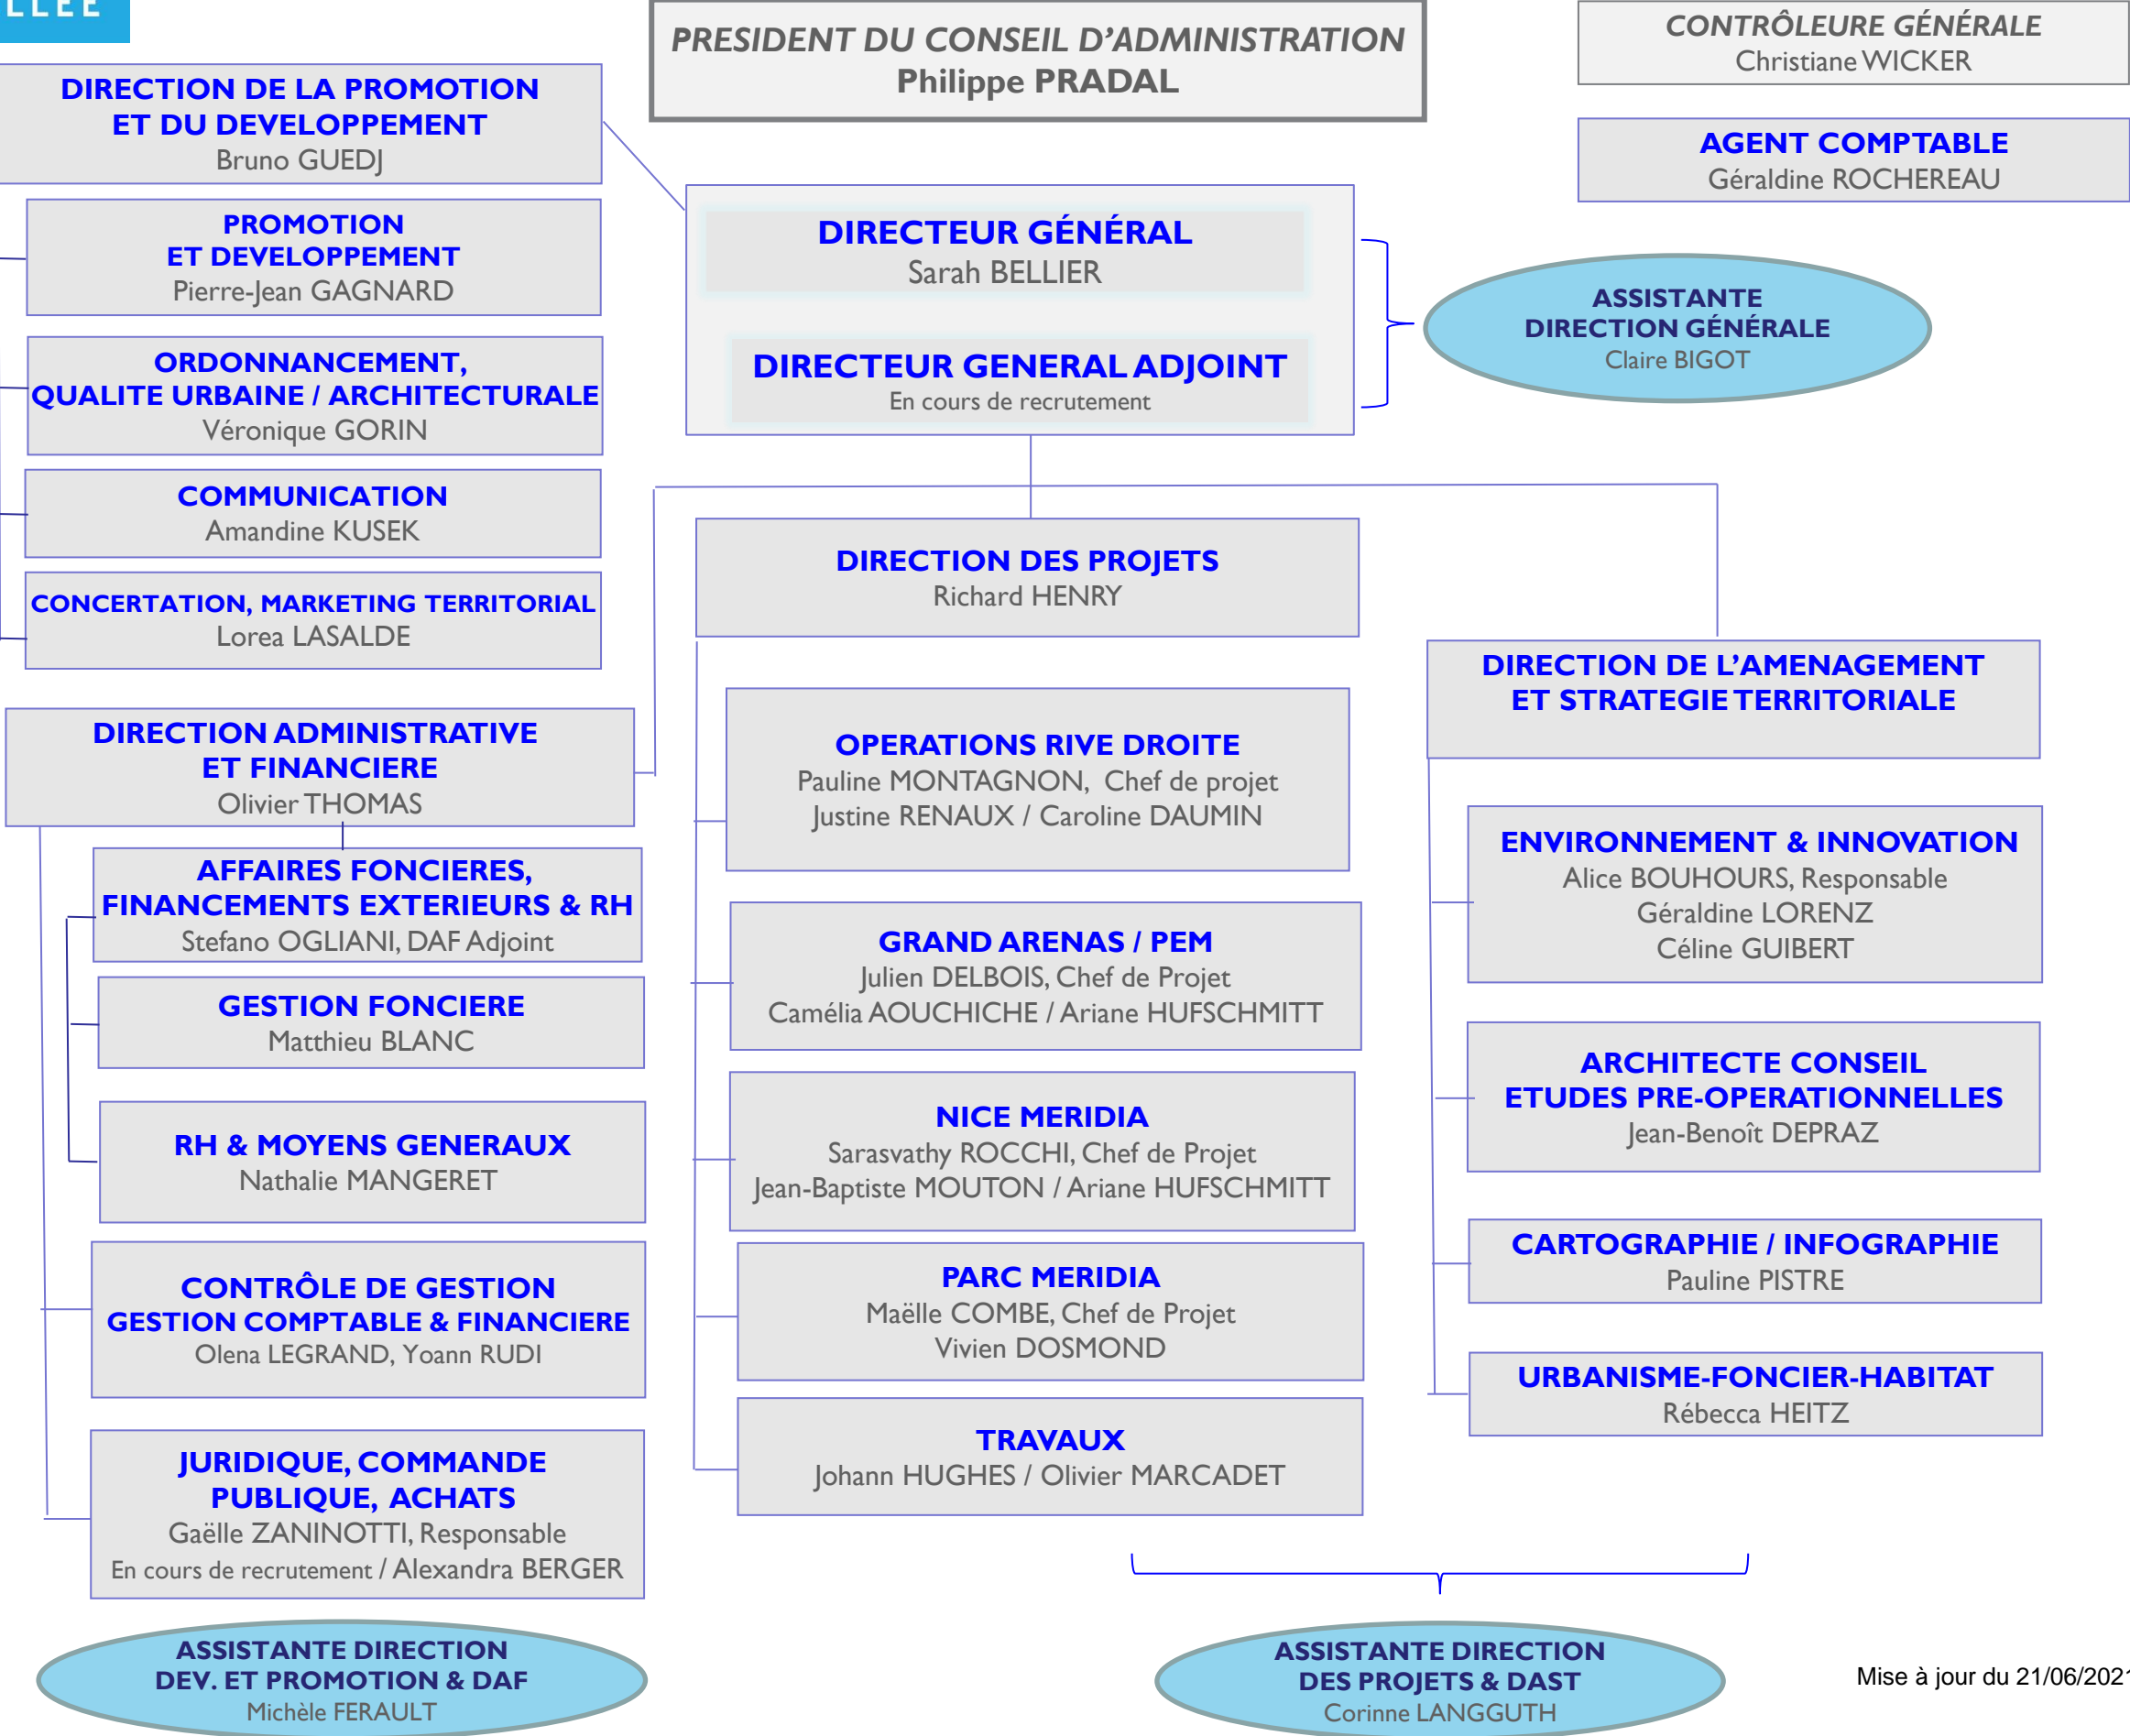 LLEE
PRESIDENT DU CONSEIL D’ADMINISTRATION
Philippe PRADAL
CONTRÔLEURE GÉNÉRALE
Christiane WICKER
AGENT COMPTABLE
Géraldine ROCHEREAU
DIRECTION DE LA PROMOTION
ET DU DEVELOPPEMENT
Bruno GUEDJ
PROMOTION
ET DEVELOPPEMENT
Pierre-Jean GAGNARD
ORDONNANCEMENT,
QUALITE URBAINE / ARCHITECTURALE
Véronique GORIN
COMMUNICATION
Amandine KUSEK
CONCERTATION, MARKETING TERRITORIAL
Lorea LASALDE
DIRECTEUR GÉNÉRAL
Sarah BELLIER
DIRECTEUR GENERAL ADJOINT
En cours de recrutement
ASSISTANTE
DIRECTION GÉNÉRALE
Claire BIGOT
DIRECTION ADMINISTRATIVE
ET FINANCIERE
Olivier THOMAS
AFFAIRES FONCIERES,
FINANCEMENTS EXTERIEURS & RH
Stefano OGLIANI, DAF Adjoint
GESTION FONCIERE
Matthieu BLANC
RH & MOYENS GENERAUX
Nathalie MANGERET
CONTRÔLE DE GESTION
GESTION COMPTABLE & FINANCIERE
Olena LEGRAND, Yoann RUDI
JURIDIQUE, COMMANDE
PUBLIQUE, ACHATS
Gaëlle ZANINOTTI, Responsable
En cours de recrutement / Alexandra BERGER
ASSISTANTE DIRECTION
DEV. ET PROMOTION & DAF
Michèle FERAULT
DIRECTION DES PROJETS
Richard HENRY
OPERATIONS RIVE DROITE
Pauline MONTAGNON, Chef de projet
Justine RENAUX / Caroline DAUMIN
GRAND ARENAS / PEM
Julien DELBOIS, Chef de Projet
Camélia AOUCHICHE / Ariane HUFSCHMITT
NICE MERIDIA
Sarasvathy ROCCHI, Chef de Projet
Jean-Baptiste MOUTON / Ariane HUFSCHMITT
PARC MERIDIA
Maëlle COMBE, Chef de Projet
Vivien DOSMOND
TRAVAUX
Johann HUGHES / Olivier MARCADET
DIRECTION DE L’AMENAGEMENT
ET STRATEGIE TERRITORIALE
ENVIRONNEMENT & INNOVATION
Alice BOUHOURS, Responsable
Géraldine LORENZ
Céline GUIBERT
ARCHITECTE CONSEIL
ETUDES PRE-OPERATIONNELLES
Jean-Benoît DEPRAZ
CARTOGRAPHIE / INFOGRAPHIE
Pauline PISTRE
URBANISME-FONCIER-HABITAT
Rébecca HEITZ
ASSISTANTE DIRECTION
DES PROJETS & DAST
Corinne LANGGUTH
Mise à jour du 21/06/2021